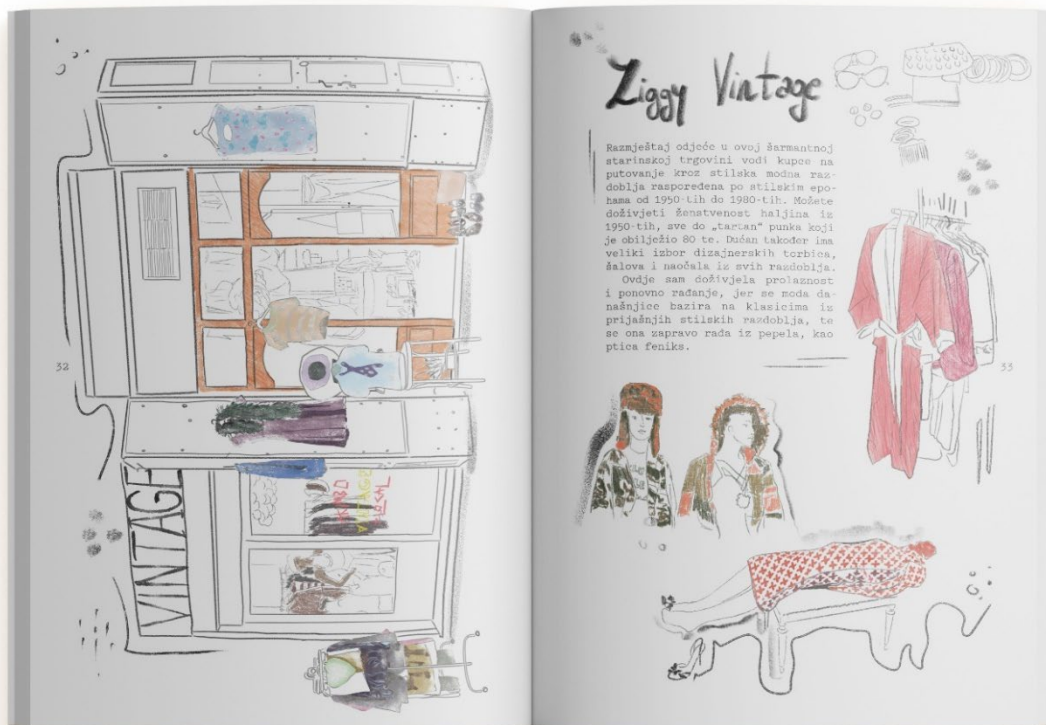 32
VINTAGE
VINTAGE
Ziggy Vintage
Razmještaj odjeće u ovoj šarmantnoj
starinskoj trgovini vodi kupce na
putovanje kroz stilska modna raz-
doblja raspoređena po stilskim epo-
hama od 1950-tih do 1980-tih. Možete
doživjeti ženstvenost haljina iz
1950-tih, sve do „tartan“ punka koji
je obilježio 80 te. Dućan također ima
veliki izbor dizajnerskih torbica,
šalova i naočala iz svih razdoblja.
Ovdje sam doživjela prolaznost
i ponovno rađanje, jer se moda da-
našnjice bazira na klasicima iz
prijašnjih stilskih razdoblja, te
se ona zapravo rađa iz pepela, kao
ptica feniks.
33